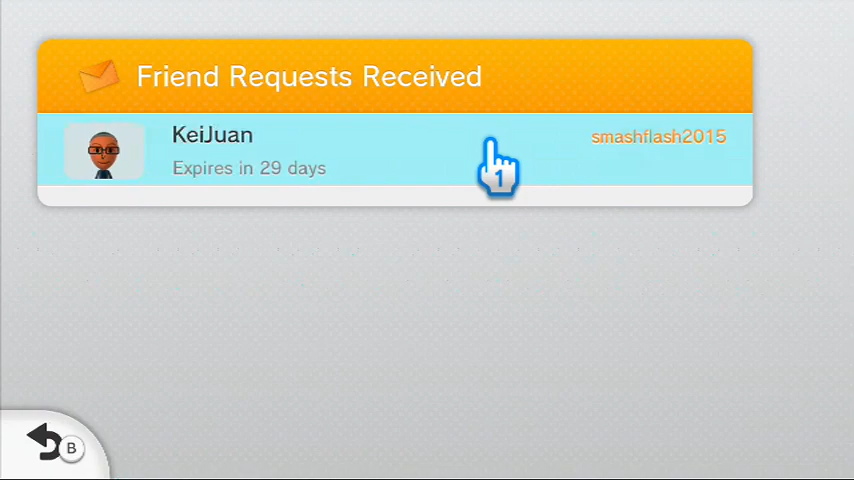 Friend Requests Received
KeiJuan
smashflash2015
Expires in 29 days
1
B